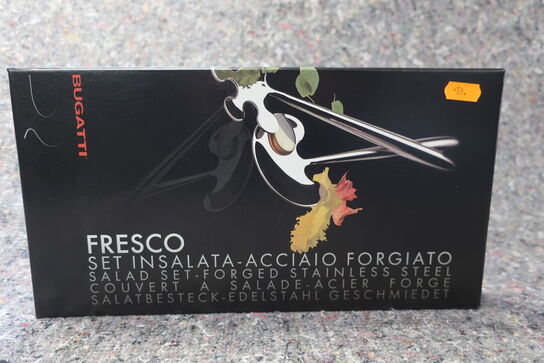 BUGATTI
FRESCO
SET INSALATA-ACCIAIO FORGIATO
SALAD SET-FORGED STAINLESS STEEL
COUVERT A SALADE-ACIER FORGE
SALATBESTECK-EDELSTAHL GESCHMIEDET